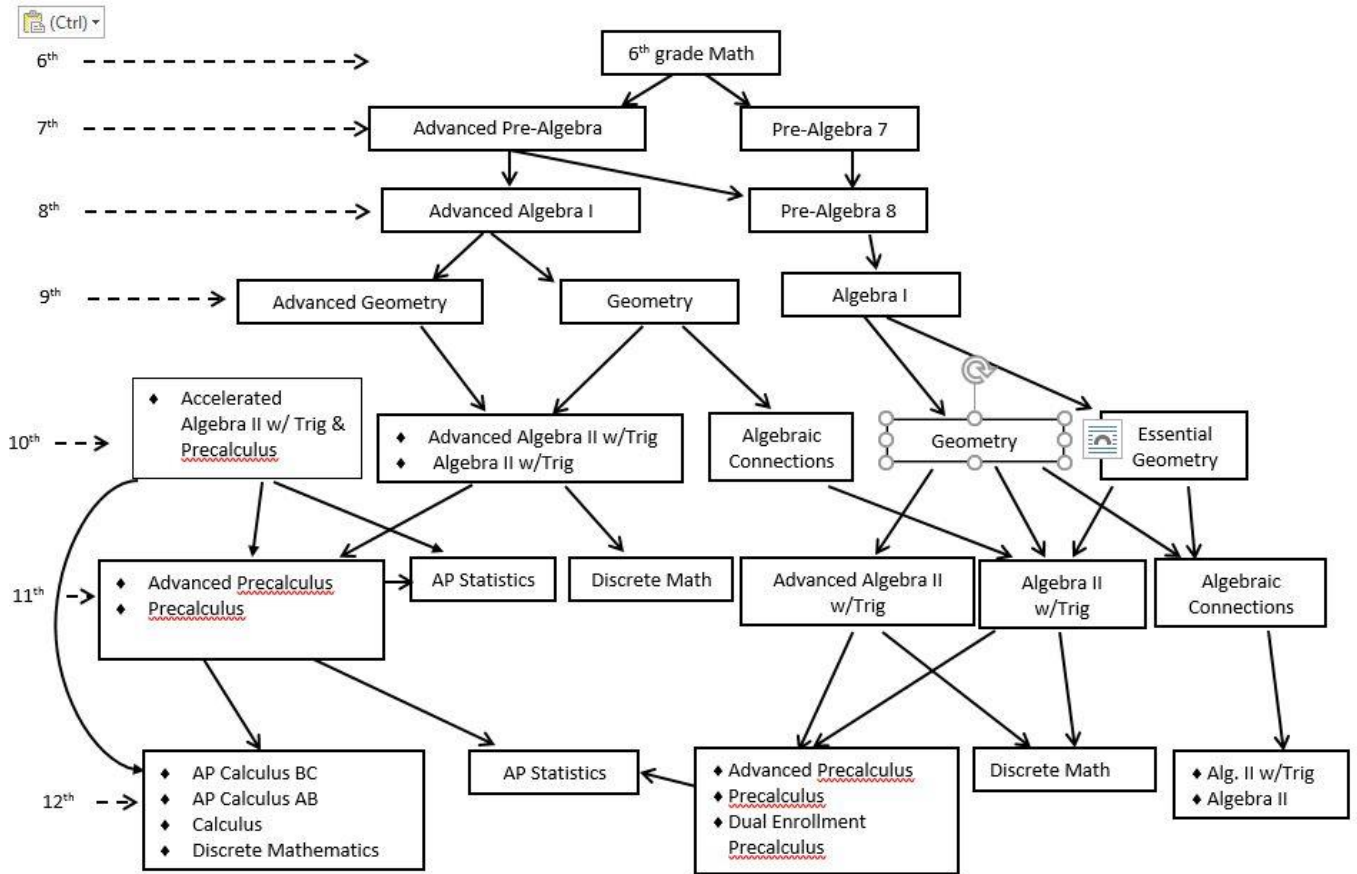 (Ctrl)
6th
6th grade Math
7th
Advanced Pre-Algebra
Pre-Algebra 7
8th
Advanced Algebra I
Pre-Algebra 8
9th
Advanced Geometry
Geometry
Algebra I
10th
♦ Accelerated
Algebra II w/ Trig &
Precalculus
♦ Advanced Algebra II w/Trig
♦ Algebra II w/Trig
Algebraic
Connections
Geometry
Essential
Geometry
11th
♦ Advanced Precalculus
♦ Precalculus
AP Statistics
Discrete Math
Advanced Algebra II
w/Trig
Algebra II
w/Trig
Algebraic
Connections
12th
♦ AP Calculus BC
♦ AP Calculus AB
♦ Calculus
♦ Discrete Mathematics
AP Statistics
♦ Advanced Precalculus
♦ Precalculus
♦ Dual Enrollment
Precalculus
Discrete Math
♦ Alg. II w/Trig
♦ Algebra II